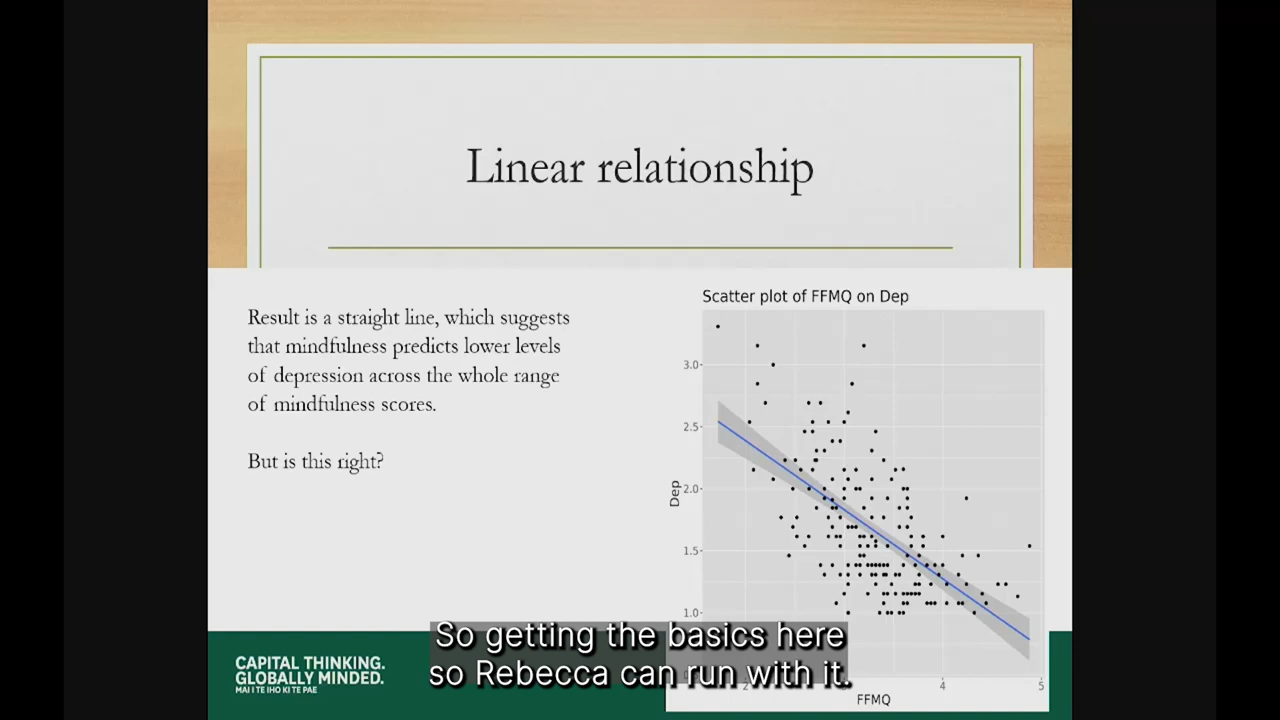 Linear relationship
Result is a straight line, which suggests
that mindfulness predicts lower levels
of depression across the whole range
of mindfulness scores.
But is this right?
Scatter plot of FFMQ on Dep
3.0
2.5
2.0
1.5
1.0
Dep
2
4
5
FFMQ
CAPITAL THINKING.
GLOBALLY MINDED.
MAI I TE IHO KI TE PAE
So getting the basics here
so Rebecca can run with it.